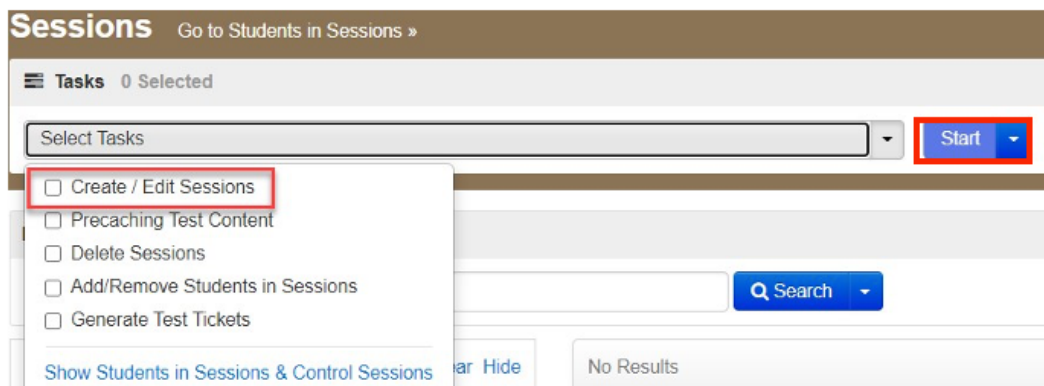 Sessions Go to Students in Sessions »
Tasks 0 Selected
Select Tasks
Start
Create / Edit Sessions
Precaching Test Content
Delete Sessions
Add/Remove Students in Sessions
Search
Generate Test Tickets
Show Students in Sessions & Control Sessions
Hide
No Results